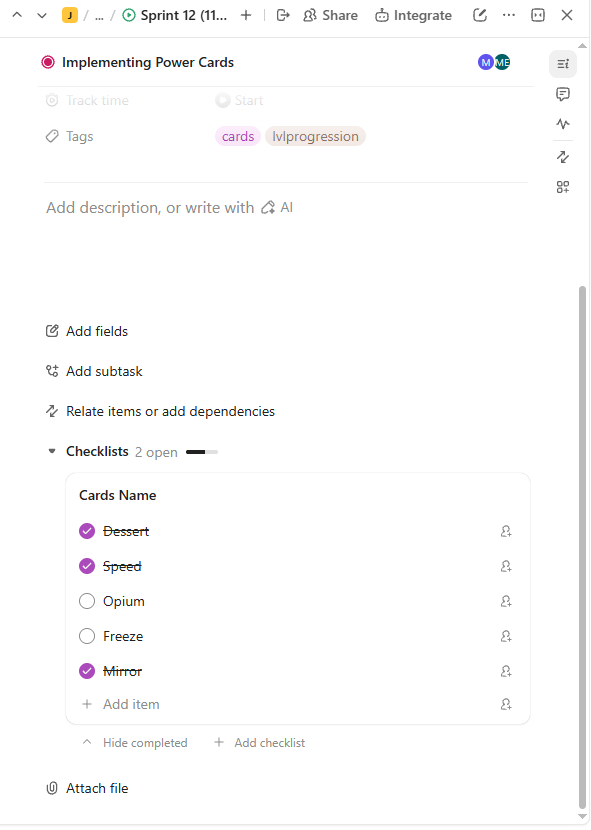 J / ... / Sprint 12 (11... Share Integrate
Implementing Power Cards M ME
Track time Start
Tags cards lvlprogression
Add description, or write with AI
Add fields
Add subtask
Relate items or add dependencies
Checklists 2 open
Cards Name
Dessert
Speed
Opium
Freeze
Mirror
Add item
Hide completed Add checklist
Attach file